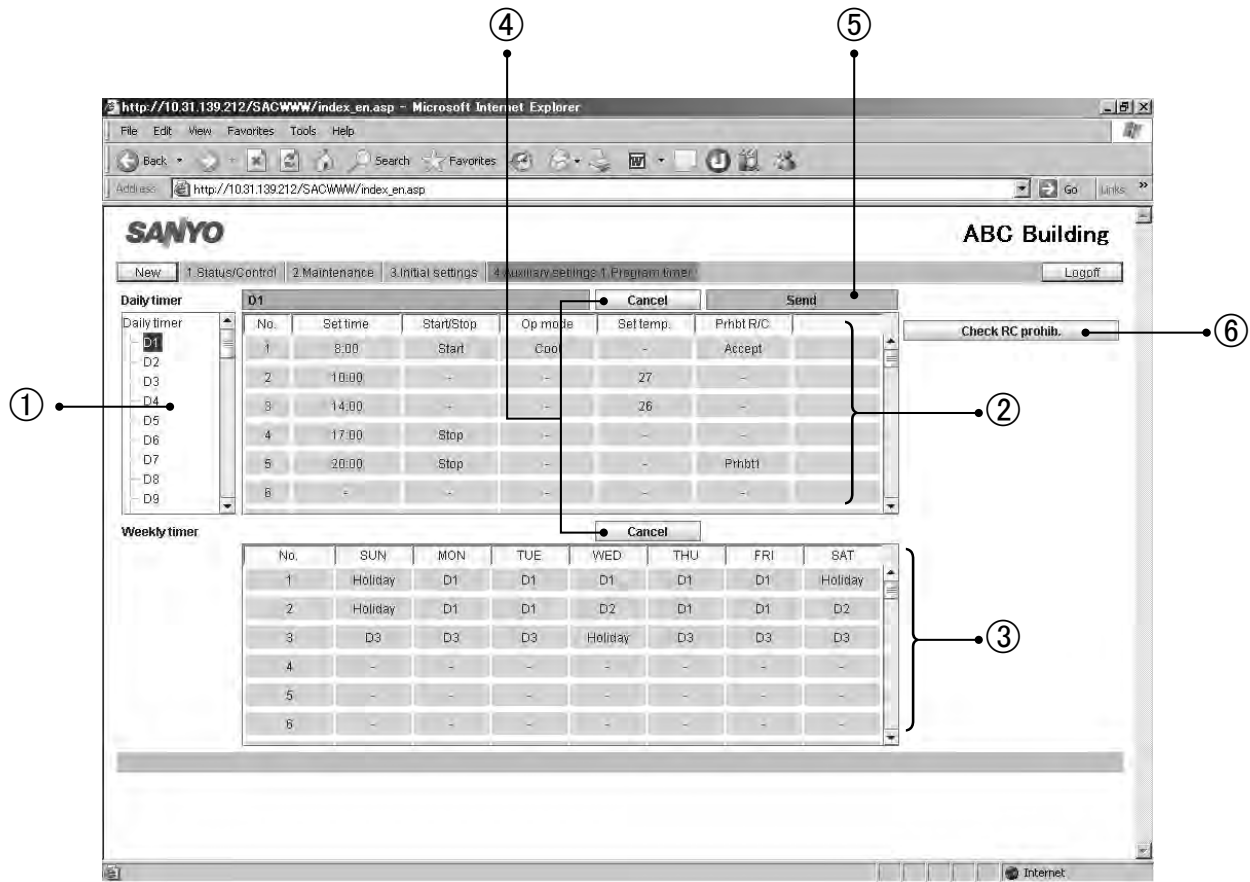 ④ ⑤
http://10.31.139.212/SACWWW/index_en.asp - Microsoft Internet Explorer
File Edit View Favorites Tools Help
Back Search Favorites
Address http://10.31.139.212/SACWWW/index_en.asp Go Links
SANYO ABC Building
New 1.Status/Control 2.Maintenance 3.Initial settings 4.Auxiliary settings 1.Program timer Logoff
Daily timer D1 Cancel Send
Daily timer No. Set time Start/Stop Op mode Set temp. Prhbt R/C Check RC prohib. ⑥
D1 1 8:00 Start Cool - Accept
D2
D3 2 10:00 - - 27 -
① D4 3 14:00 - - 26 - ②
D5
D6 4 17:00 Stop - - -
D7 5 20:00 Stop - - Prhbt1
D8
D9 6 - - - - -
Weekly timer Cancel
No. SUN MON TUE WED THU FRI SAT
1 Holiday D1 D1 D1 D1 D1 Holiday
2 Holiday D1 D1 D2 D1 D1 D2
3 D3 D3 D3 Holiday D3 D3 D3 ③
4 - - - - - - -
5 - - - - - - -
6 - - - - - - -
Internet